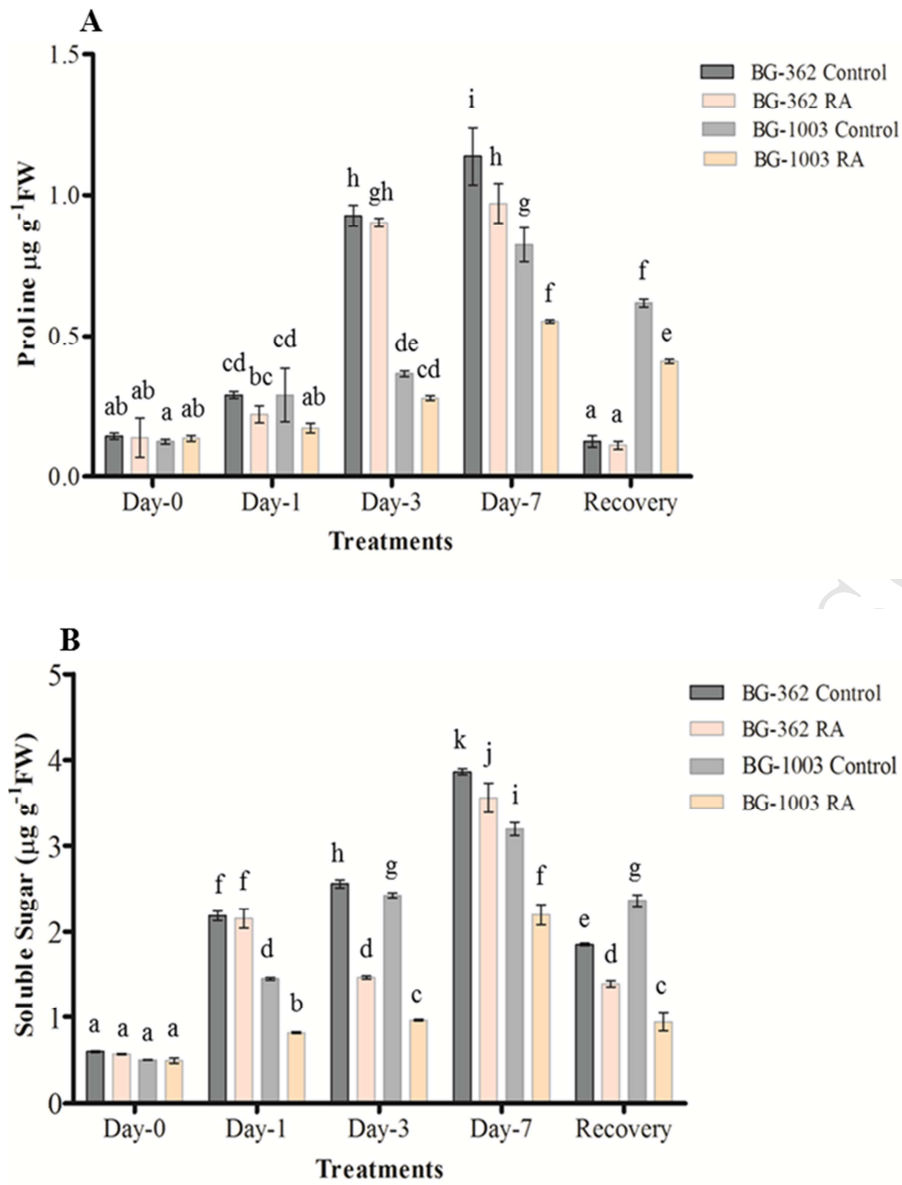 A
1.5
1.0
0.5
0.0
Proline µg g⁻¹FW
BG-362 Control
BG-362 RA
BG-1003 Control
BG-1003 RA
ab ab a ab
cd bc cd ab
h gh de cd
i h g f
a a f e
Day-0 Day-1 Day-3 Day-7 Recovery
Treatments
B
5
4
3
2
1
0
Soluble Sugar (µg g⁻¹FW)
BG-362 Control
BG-362 RA
BG-1003 Control
BG-1003 RA
a a a a
f f d b
h d g c
k j i f
e d g c
Day-0 Day-1 Day-3 Day-7 Recovery
Treatments